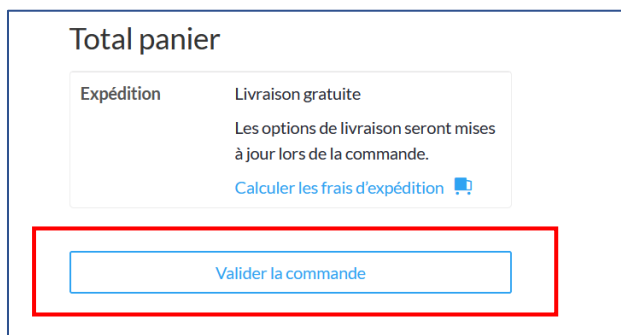 Total panier
Expédition
Livraison gratuite
Les options de livraison seront mises
à jour lors de la commande.
Calculer les frais d’expédition
Valider la commande